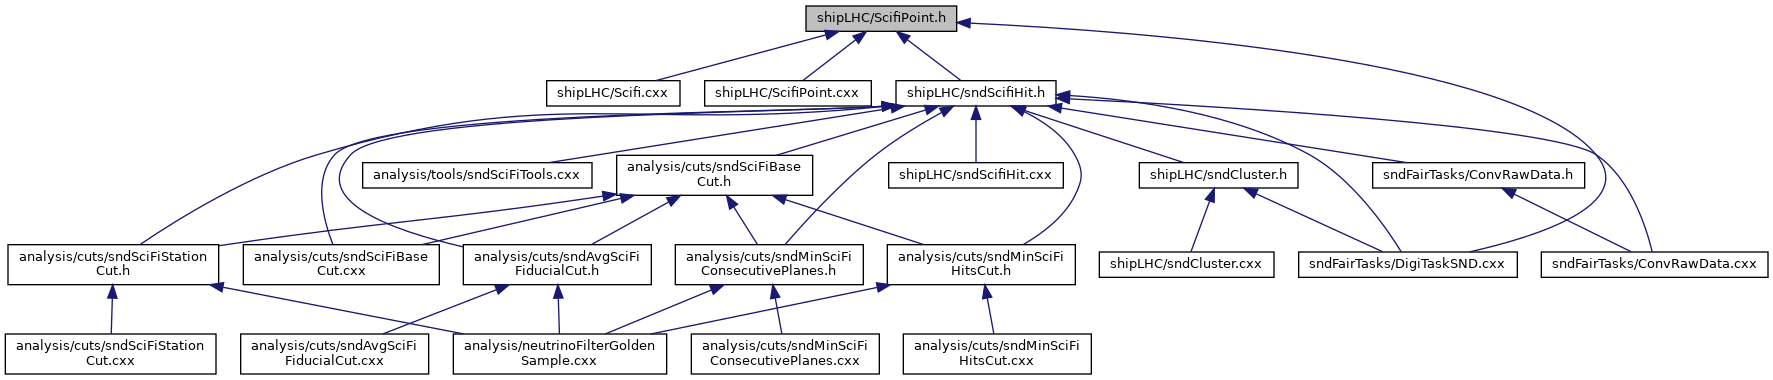 shipLHC/ScifiPoint.h
shipLHC/Scifi.cxx
shipLHC/ScifiPoint.cxx
shipLHC/sndScifiHit.h
analysis/tools/sndSciFiTools.cxx
analysis/cuts/sndSciFiBase
Cut.h
shipLHC/sndScifiHit.cxx
shipLHC/sndCluster.h
sndFairTasks/ConvRawData.h
analysis/cuts/sndSciFiStation
Cut.h
analysis/cuts/sndSciFiBase
Cut.cxx
analysis/cuts/sndAvgSciFi
FiducialCut.h
analysis/cuts/sndMinSciFi
ConsecutivePlanes.h
analysis/cuts/sndMinSciFi
HitsCut.h
shipLHC/sndCluster.cxx
sndFairTasks/DigiTaskSND.cxx
sndFairTasks/ConvRawData.cxx
analysis/cuts/sndSciFiStation
Cut.cxx
analysis/cuts/sndAvgSciFi
FiducialCut.cxx
analysis/neutrinoFilterGolden
Sample.cxx
analysis/cuts/sndMinSciFi
ConsecutivePlanes.cxx
analysis/cuts/sndMinSciFi
HitsCut.cxx